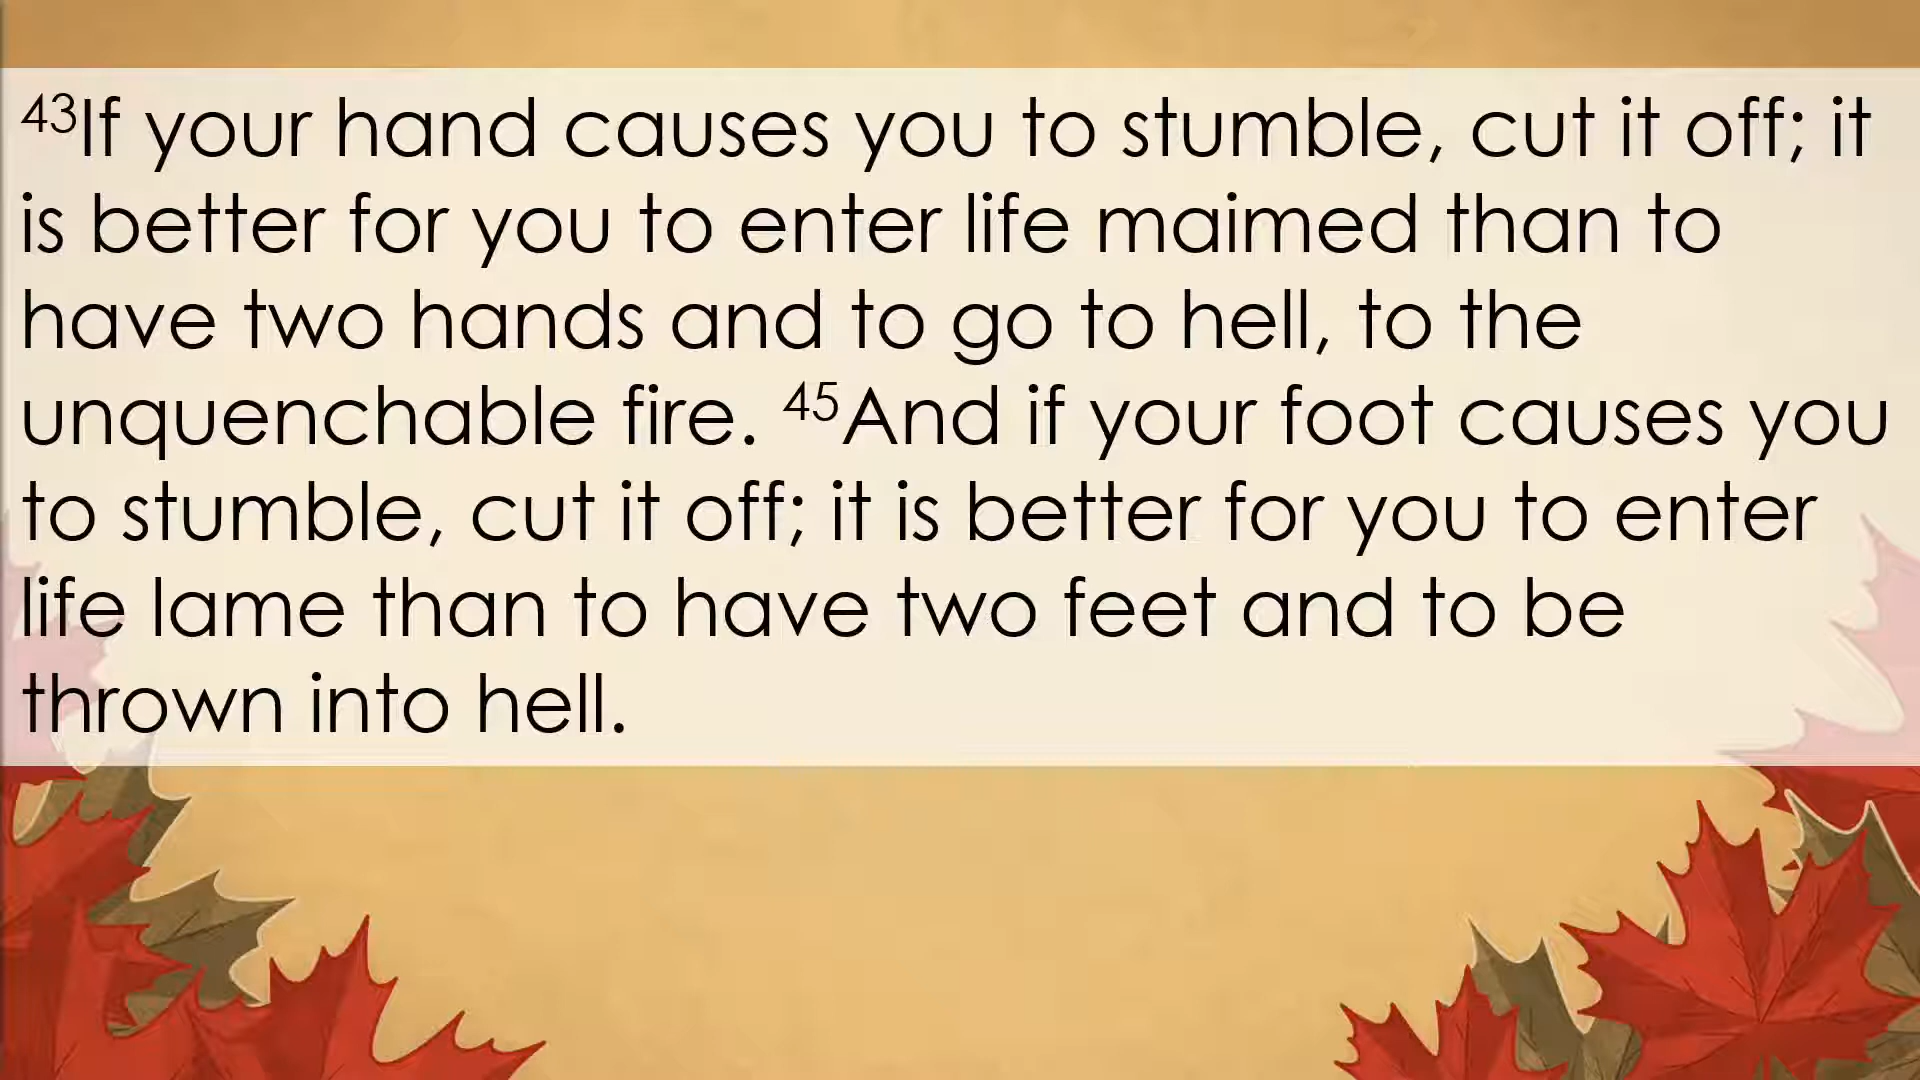 43If your hand causes you to stumble, cut it off; it
is better for you to enter life maimed than to
have two hands and to go to hell, to the
unquenchable fire. 45And if your foot causes you
to stumble, cut it off; it is better for you to enter
life lame than to have two feet and to be
thrown into hell.